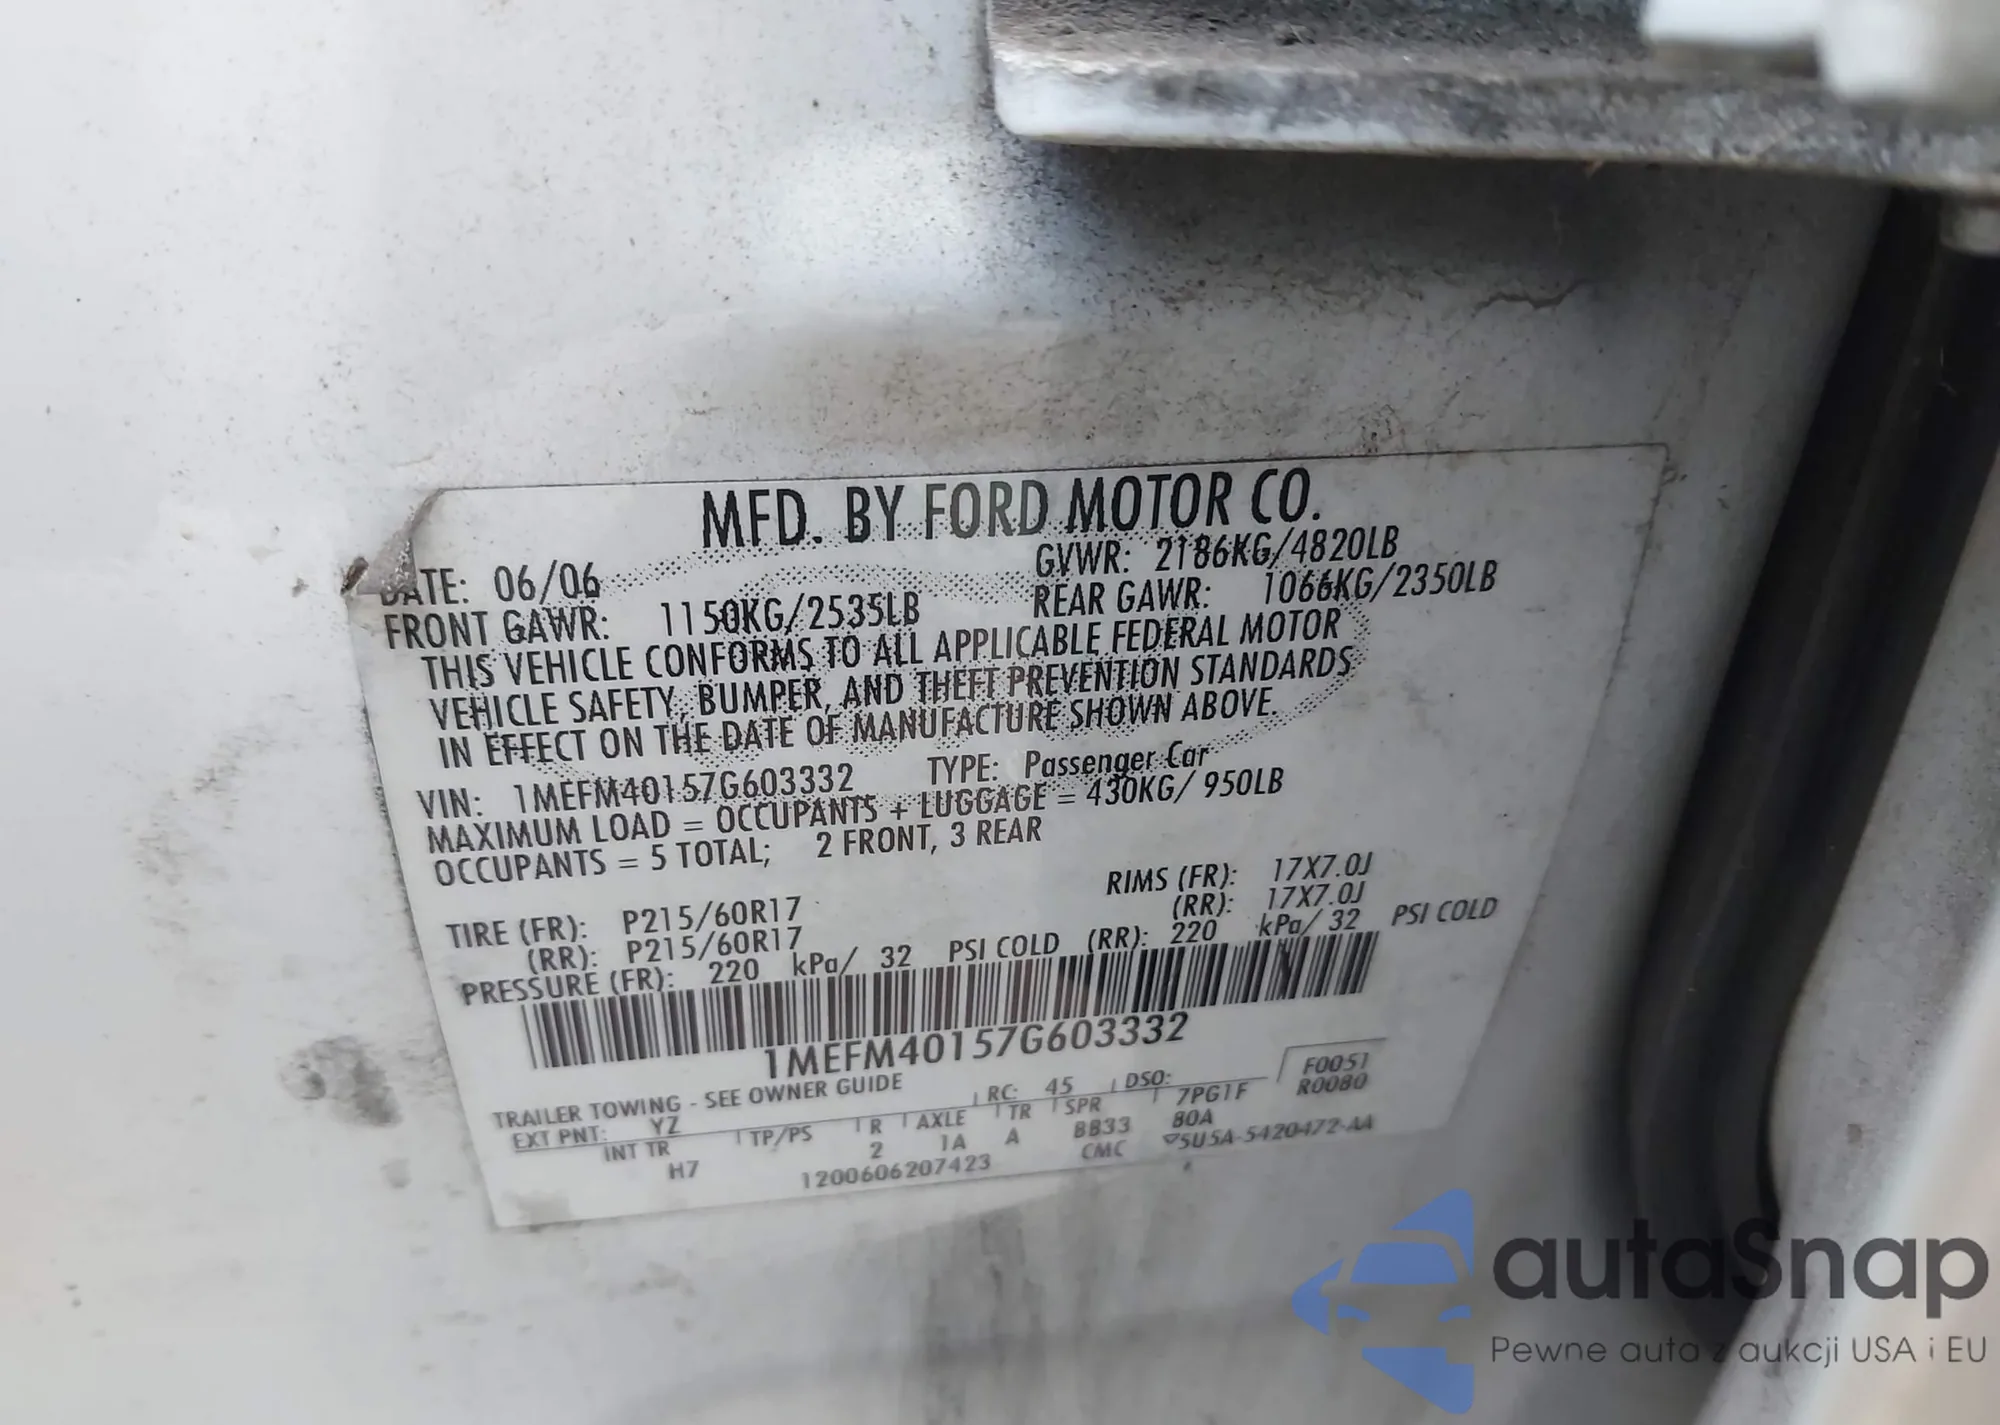 MFD. BY FORD MOTOR CO.
DATE: 06/06 GVWR: 2186KG/4820LB
FRONT GAWR: 1150KG/2535LB REAR GAWR: 1066KG/2350LB
THIS VEHICLE CONFORMS TO ALL APPLICABLE FEDERAL MOTOR
VEHICLE SAFETY, BUMPER, AND THEFT PREVENTION STANDARDS
IN EFFECT ON THE DATE OF MANUFACTURE SHOWN ABOVE.
VIN: 1MEFM40157G603332 TYPE: Passenger Car
MAXIMUM LOAD = OCCUPANTS + LUGGAGE = 430KG/ 950LB
OCCUPANTS = 5 TOTAL; 2 FRONT, 3 REAR
TIRE (FR): P215/60R17 RIMS (FR): 17X7.0J
(RR): P215/60R17 (RR): 17X7.0J
PRESSURE (FR): 220 kPa/ 32 PSI COLD (RR): 220 kPa/ 32 PSI COLD
1MEFM40157G603332
TRAILER TOWING - SEE OWNER GUIDE RC: 45 DSO: F0051
EXT PNT: YZ 7PG1F R0080
INT TR TP/PS R AXLE TR SPR 80A
H7 2 1A A BB33 5U5A-5420472-AA
1200606207423 CMC
autaSnap
Pewne auta z aukcji USA i EU